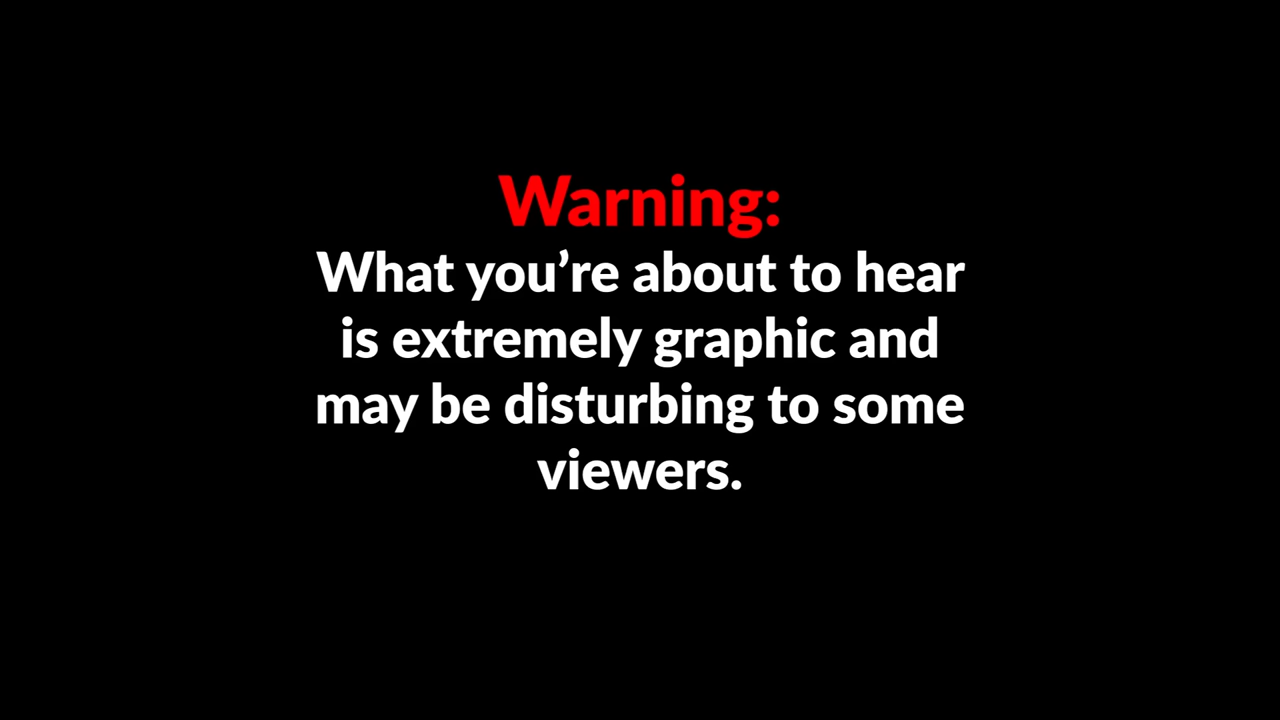 Warning:
What you’re about to hear
is extremely graphic and
may be disturbing to some
viewers.